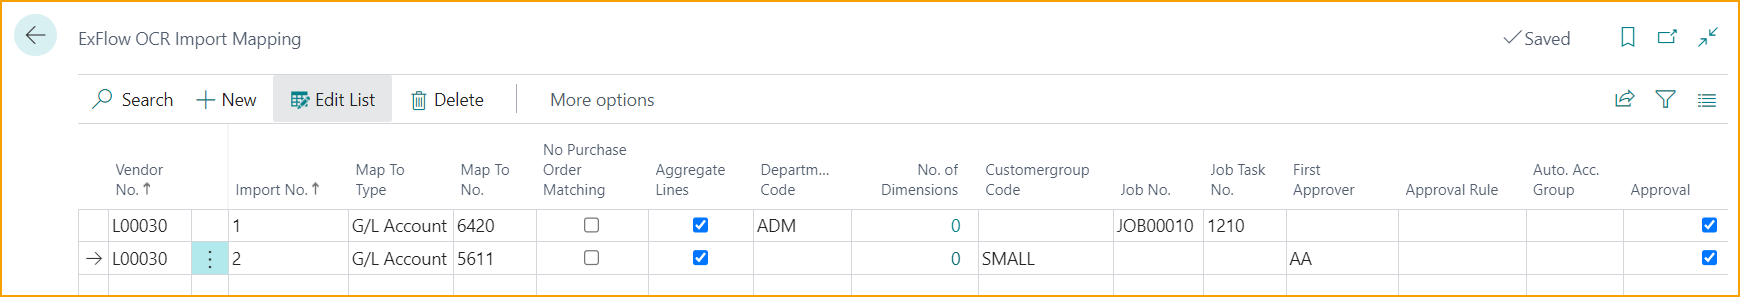 ExFlow OCR Import Mapping
Saved
Search New Edit List Delete More options
Vendor No. Import No. Map To Type Map To No. No Purchase Order Matching Aggregate Lines Departm... Code No. of Dimensions Customergroup Code Job No. Job Task No. First Approver Approval Rule Auto. Acc. Group Approval
L00030 1 G/L Account 6420 ADM 0 JOB00010 1210
L00030 2 G/L Account 5611 0 SMALL AA